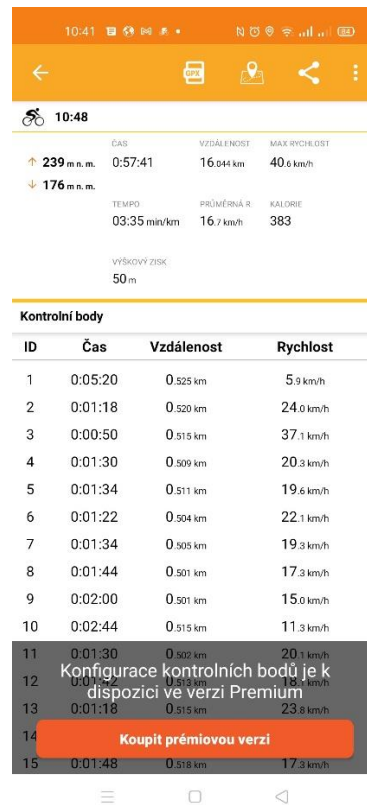 10:41 84
GPX
10:48
ČAS VZDÁLENOST MAX RYCHLOST
↑ 239 m n. m. 0:57:41 16.044 km 40.6 km/h
↓ 176 m n. m.
TEMPO PRŮMĚRNÁ R KALORIE
03:35 min/km 16.7 km/h 383
VÝŠKOVÝ ZISK
50 m
Kontrolní body
ID Čas Vzdálenost Rychlost
1 0:05:20 0.525 km 5.9 km/h
2 0:01:18 0.520 km 24.0 km/h
3 0:00:50 0.515 km 37.1 km/h
4 0:01:30 0.509 km 20.3 km/h
5 0:01:34 0.511 km 19.6 km/h
6 0:01:22 0.504 km 22.1 km/h
7 0:01:34 0.505 km 19.3 km/h
8 0:01:44 0.501 km 17.3 km/h
9 0:02:00 0.501 km 15.0 km/h
10 0:02:44 0.515 km 11.3 km/h
11 0:01:30 0.502 km 20.1 km/h
Konfigurace kontrolních bodů je k
12 0.513 km
dispozici ve verzi Premium
13 0:01:18 0.515 km 23.8 km/h
14
Koupit prémiovou verzi
15 0:01:48 0.518 km 17.3 km/h